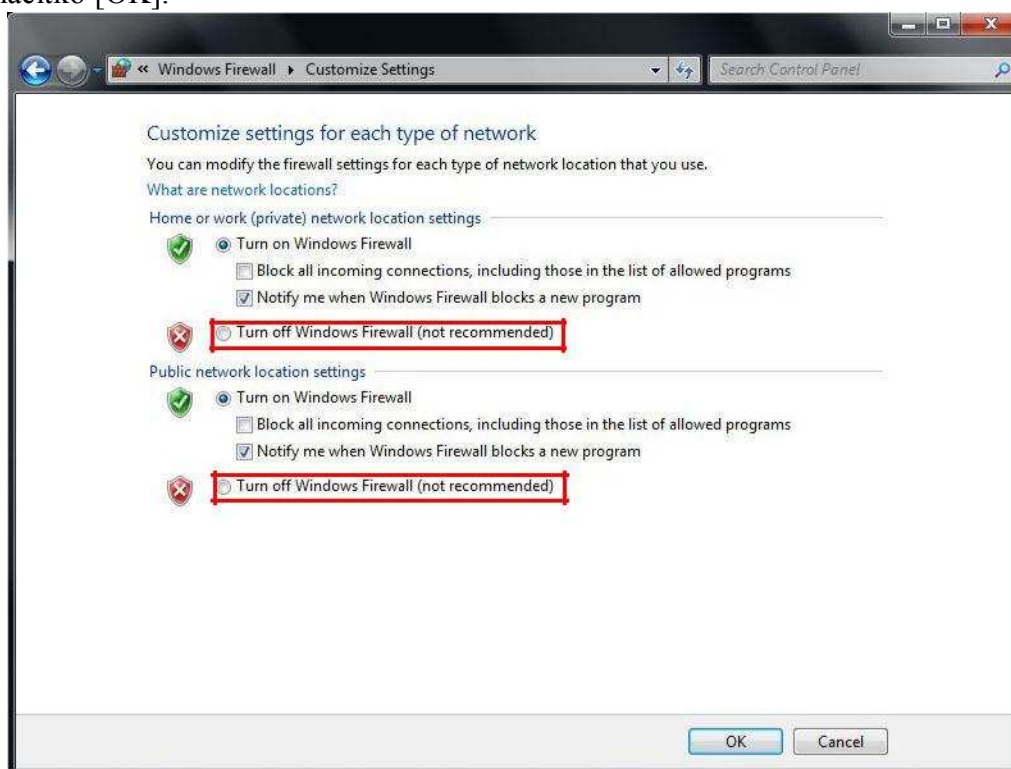 [OK].
« Windows Firewall ▸ Customize Settings
Search Control Panel
Customize settings for each type of network
You can modify the firewall settings for each type of network location that you use.
What are network locations?
Home or work (private) network location settings
Turn on Windows Firewall
Block all incoming connections, including those in the list of allowed programs
Notify me when Windows Firewall blocks a new program
Turn off Windows Firewall (not recommended)
Public network location settings
Turn on Windows Firewall
Block all incoming connections, including those in the list of allowed programs
Notify me when Windows Firewall blocks a new program
Turn off Windows Firewall (not recommended)
OK
Cancel